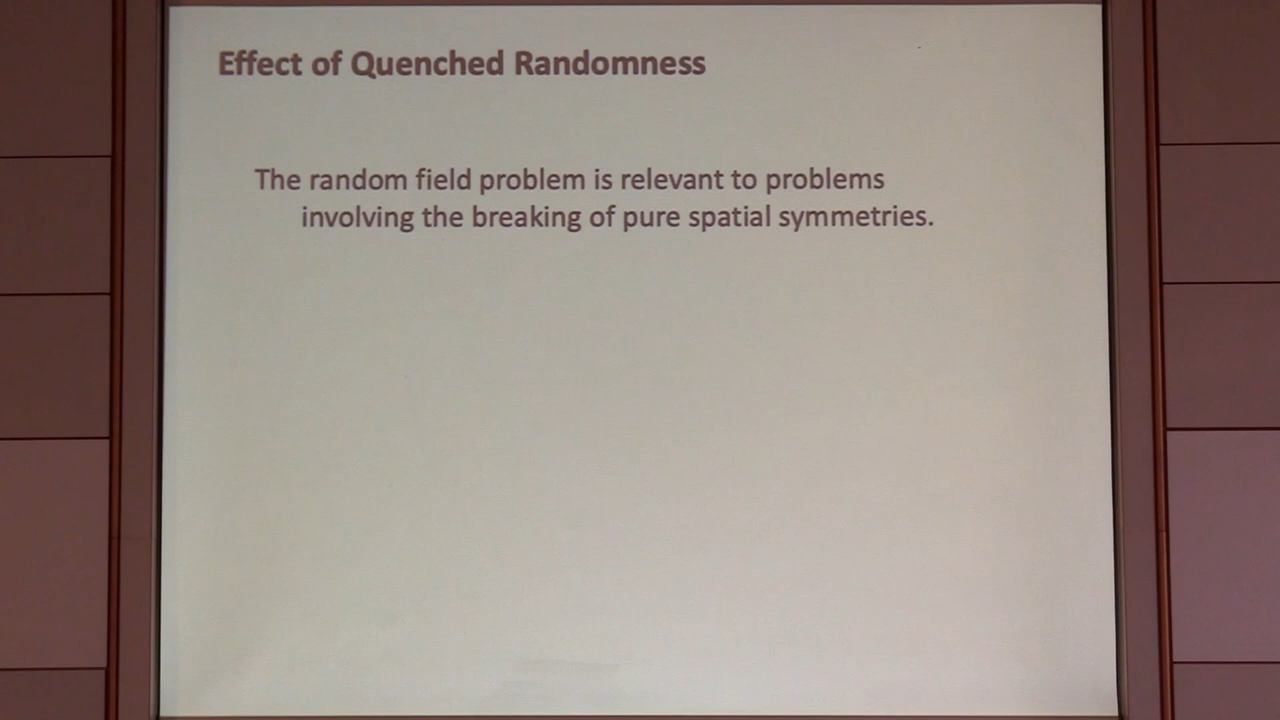 Effect of Quenched Randomness
The random field problem is relevant to problems
involving the breaking of pure spatial symmetries.